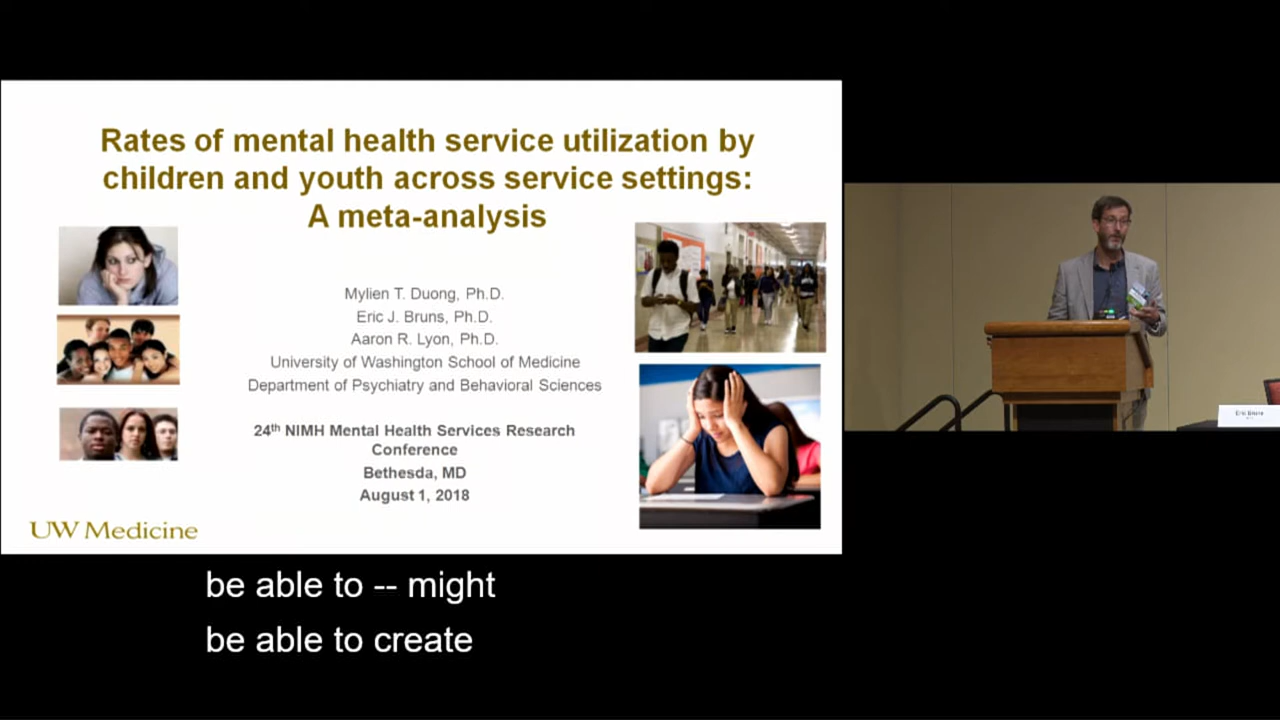 Rates of mental health service utilization by
children and youth across service settings:
A meta-analysis
Mylien T. Duong, Ph.D.
Eric J. Bruns, Ph.D.
Aaron R. Lyon, Ph.D.
University of Washington School of Medicine
Department of Psychiatry and Behavioral Sciences
24th NIMH Mental Health Services Research
Conference
Bethesda, MD
August 1, 2018
UW Medicine
Eric Bruns
be able to -- might
be able to create